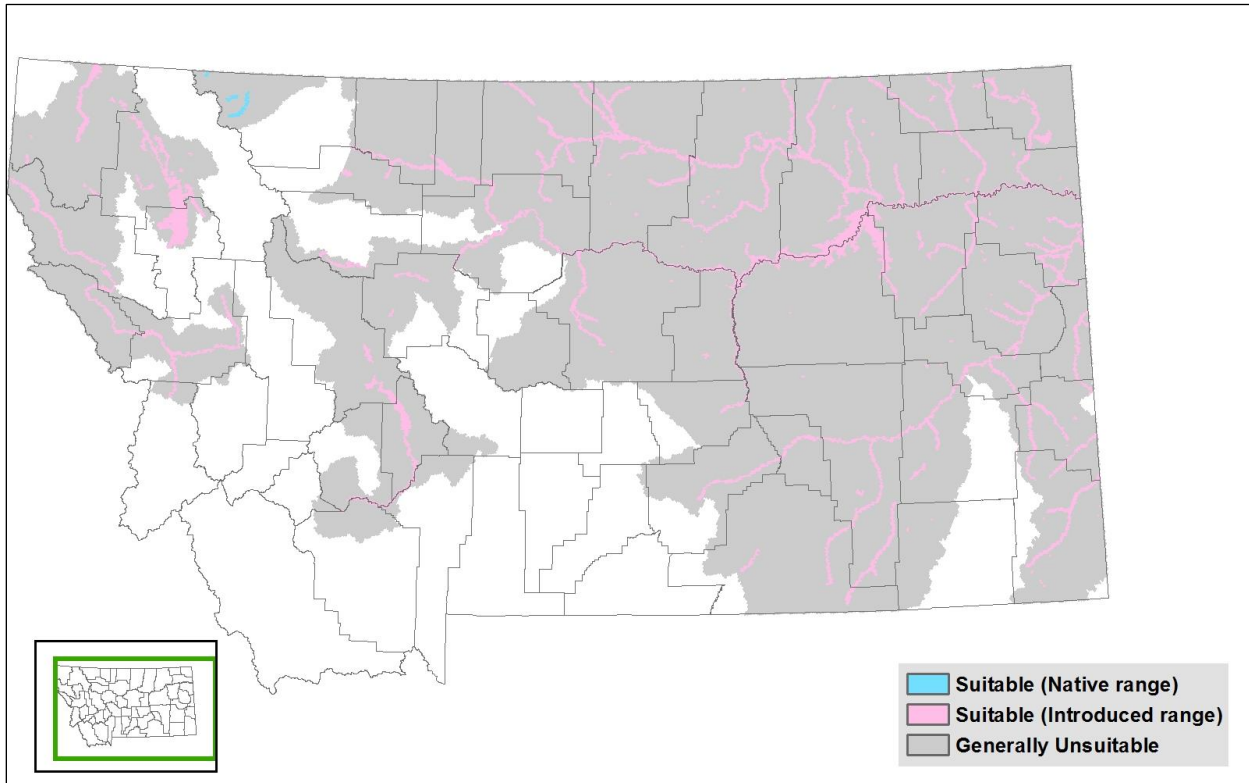 Suitable (Native range)
Suitable (Introduced range)
Generally Unsuitable